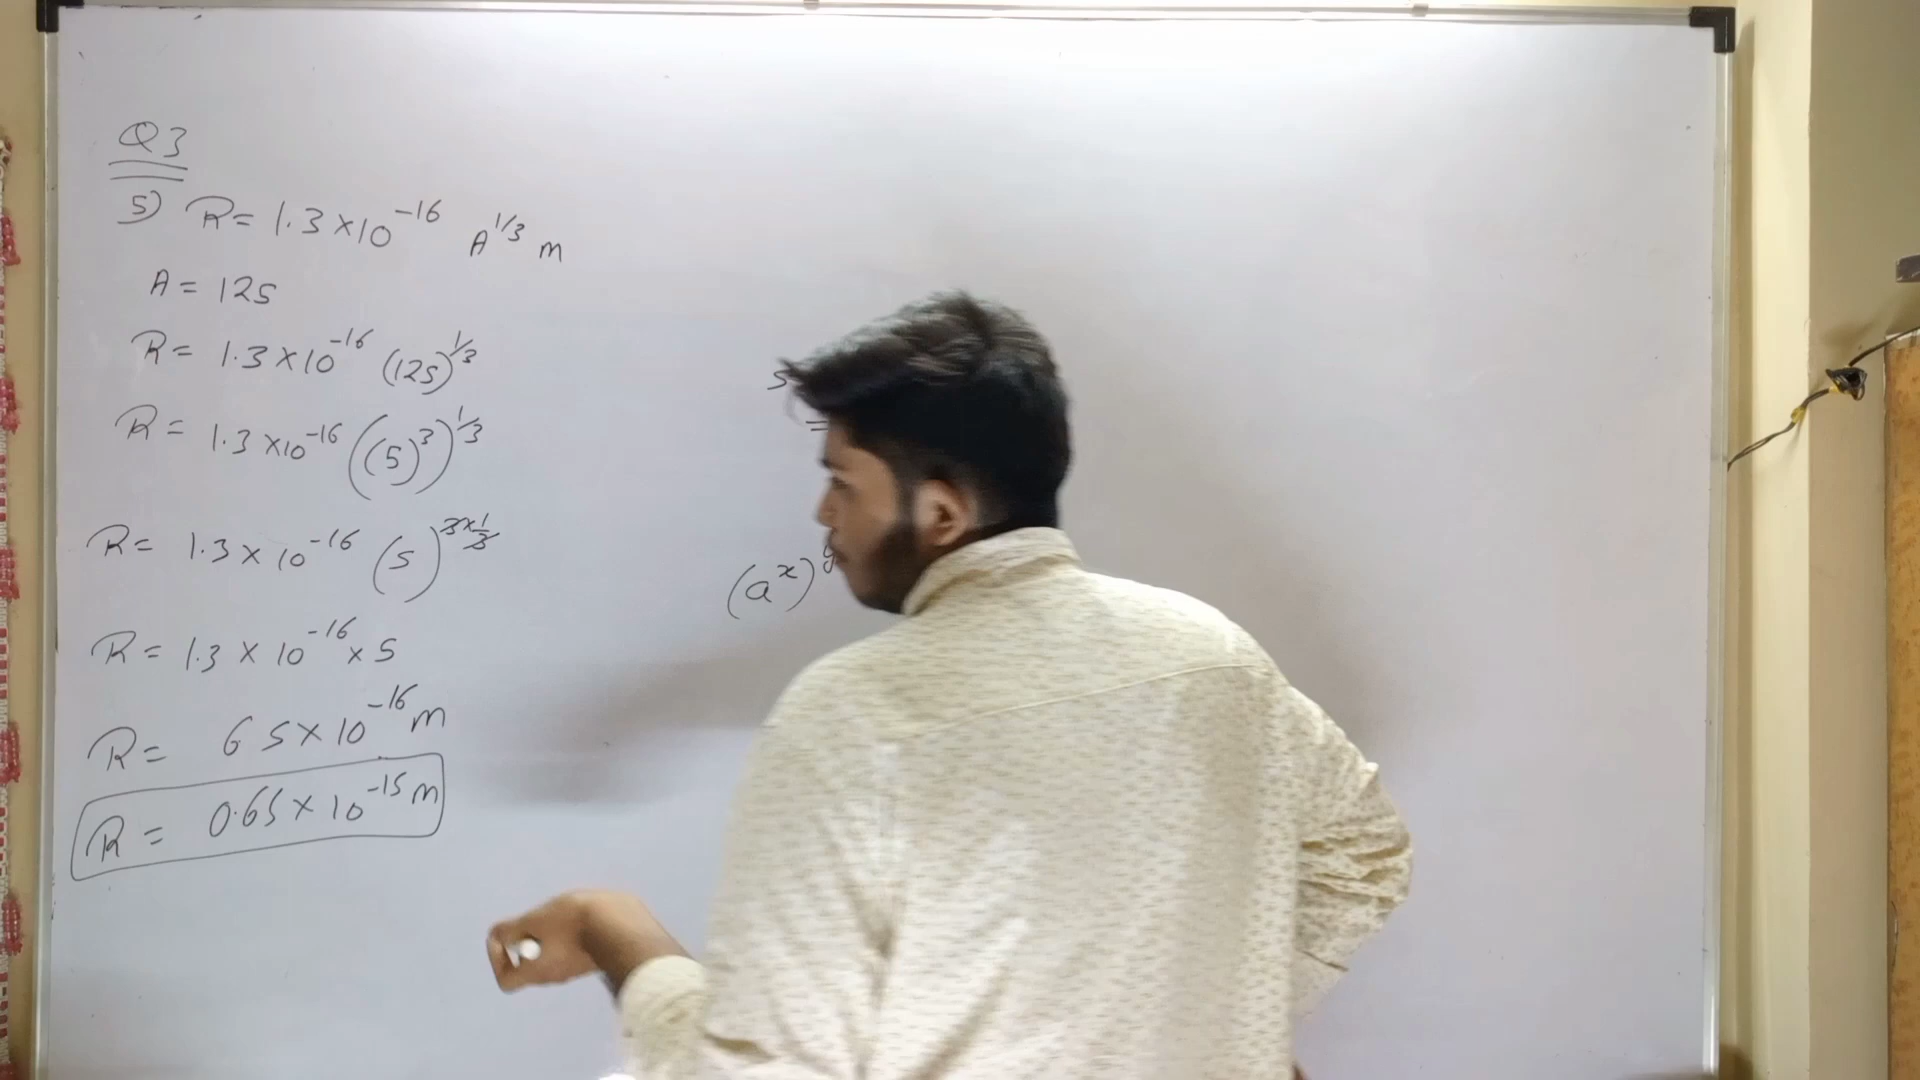 Q3
5) R = 1.3 × 10^-16 A^1/3 m
A = 125
R = 1.3 × 10^-16 (125)^1/3
R = 1.3 × 10^-16 ((5)^3)^1/3
R = 1.3 × 10^-16 (5)^3×1/3
R = 1.3 × 10^-16 × 5
R = 6 5 × 10^-16 m
R = 0.65 × 10^-15 m
5
=
(a^x)^y